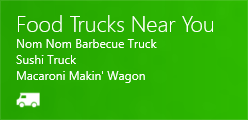 Food Trucks Near You
Nom Nom Barbecue Truck
Sushi Truck
Macaroni Makin' Wagon